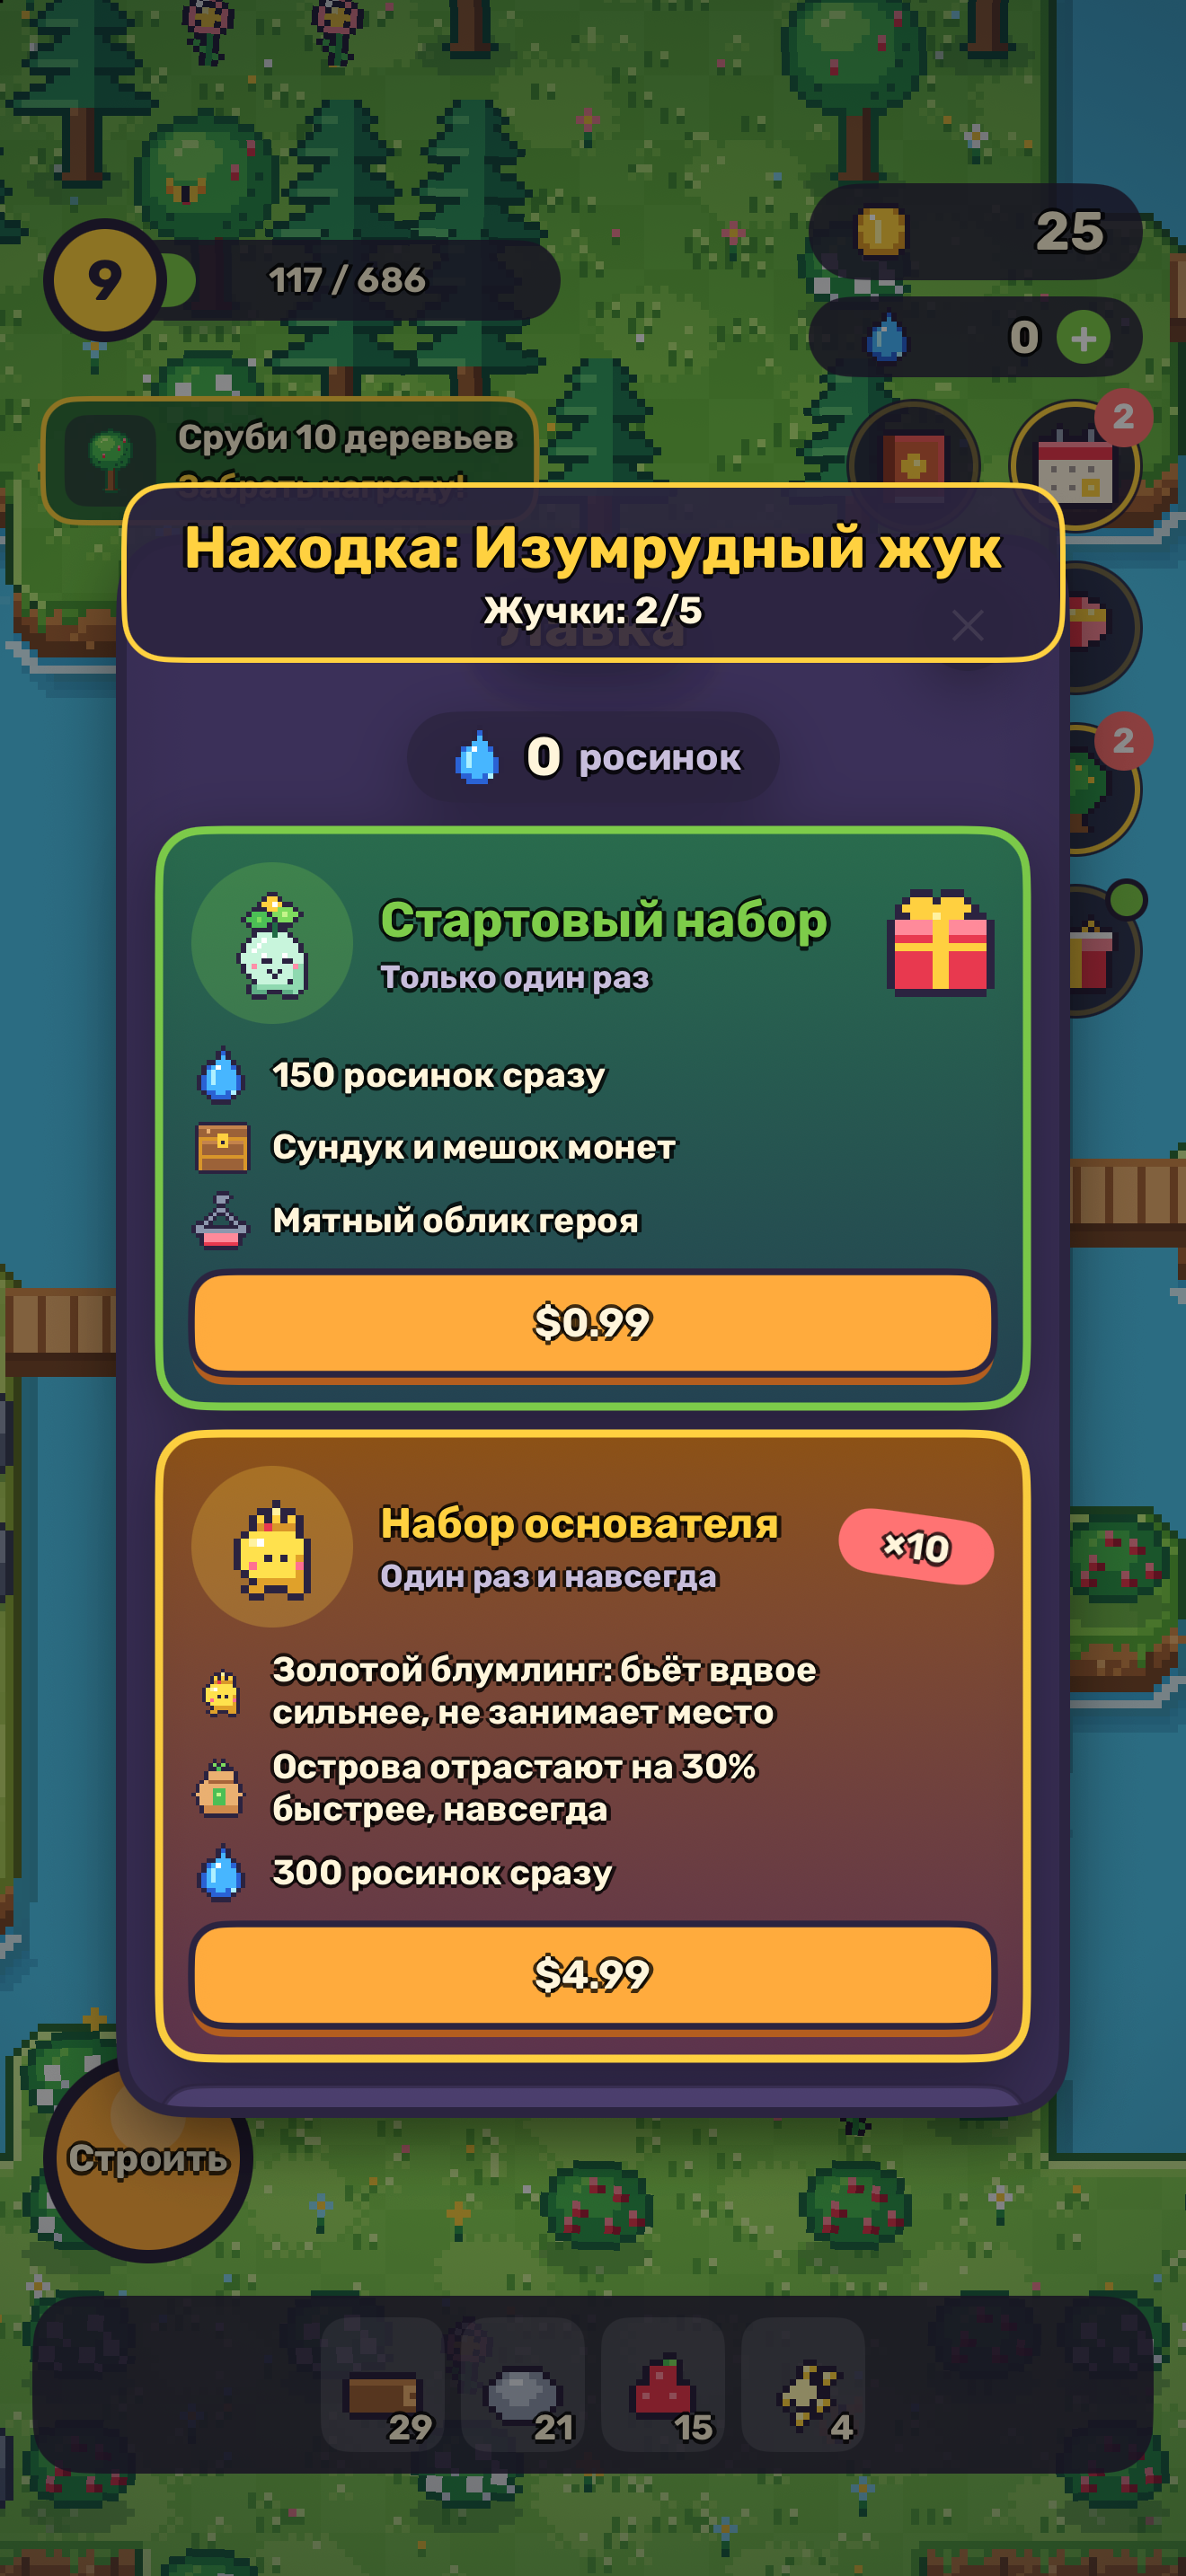 25
9
117 / 686
0
+
2
Сруби 10 деревьев
Забрать награду!
Находка: Изумрудный жук
Жучки: 2/5
Лавка
0 росинок
2
Стартовый набор
Только один раз
150 росинок сразу
Сундук и мешок монет
Мятный облик героя
$0.99
Набор основателя
Один раз и навсегда
×10
Золотой блумлинг: бьёт вдвое
сильнее, не занимает место
Острова отрастают на 30%
быстрее, навсегда
300 росинок сразу
$4.99
Строить
29
21
15
4